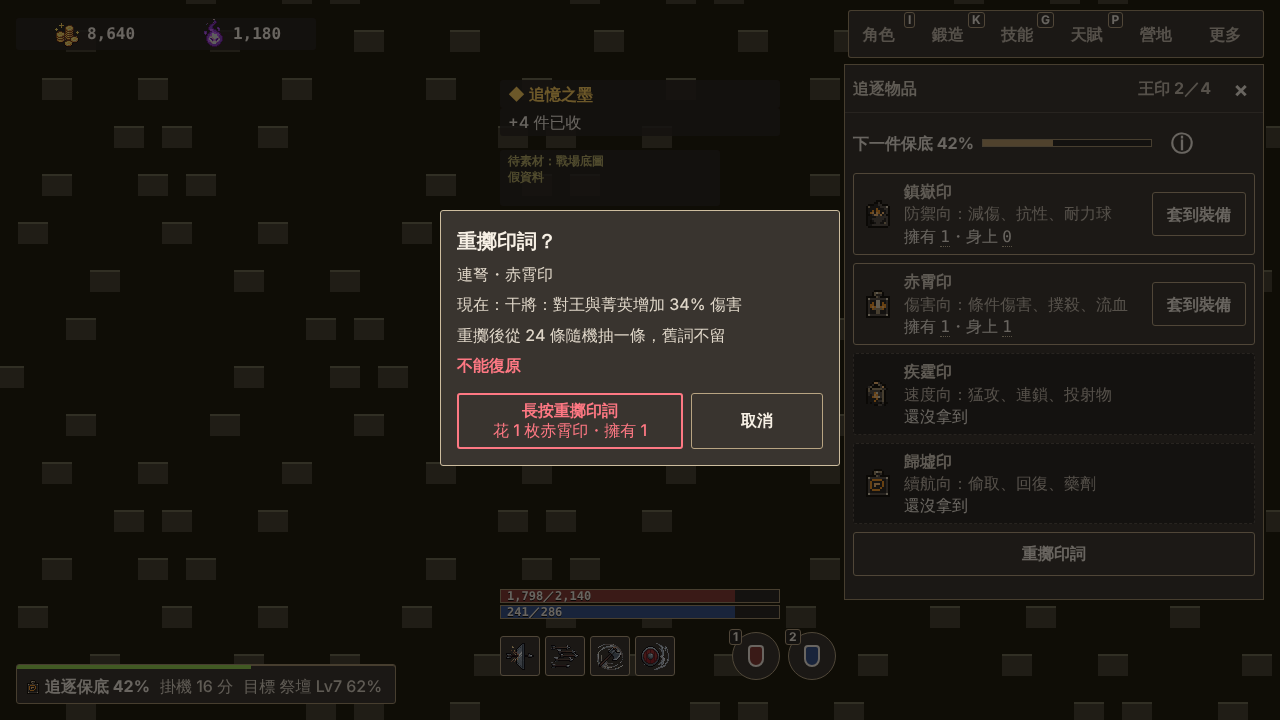 8,640
1,180
角色 I
鍛造 K
技能 G
天賦 P
營地
更多
◆ 追憶之墨
+4 件已收
待素材：戰場底圖
假資料
追逐物品
王印 2／4
×
下一件保底 42%
鎮嶽印
防禦向：減傷、抗性、耐力球
擁有 1・身上 0
套到裝備
赤霄印
傷害向：條件傷害、撲殺、流血
擁有 1・身上 1
套到裝備
疾霆印
速度向：猛攻、連鎖、投射物
還沒拿到
歸墟印
續航向：偷取、回復、藥劑
還沒拿到
重擲印詞
重擲印詞？
連弩・赤霄印
現在：干將：對王與菁英增加 34% 傷害
重擲後從 24 條隨機抽一條，舊詞不留
不能復原
長按重擲印詞
花 1 枚赤霄印・擁有 1
取消
1,798／2,140
241／286
1
2
追逐保底 42% 掛機 16 分 目標 祭壇 Lv7 62%